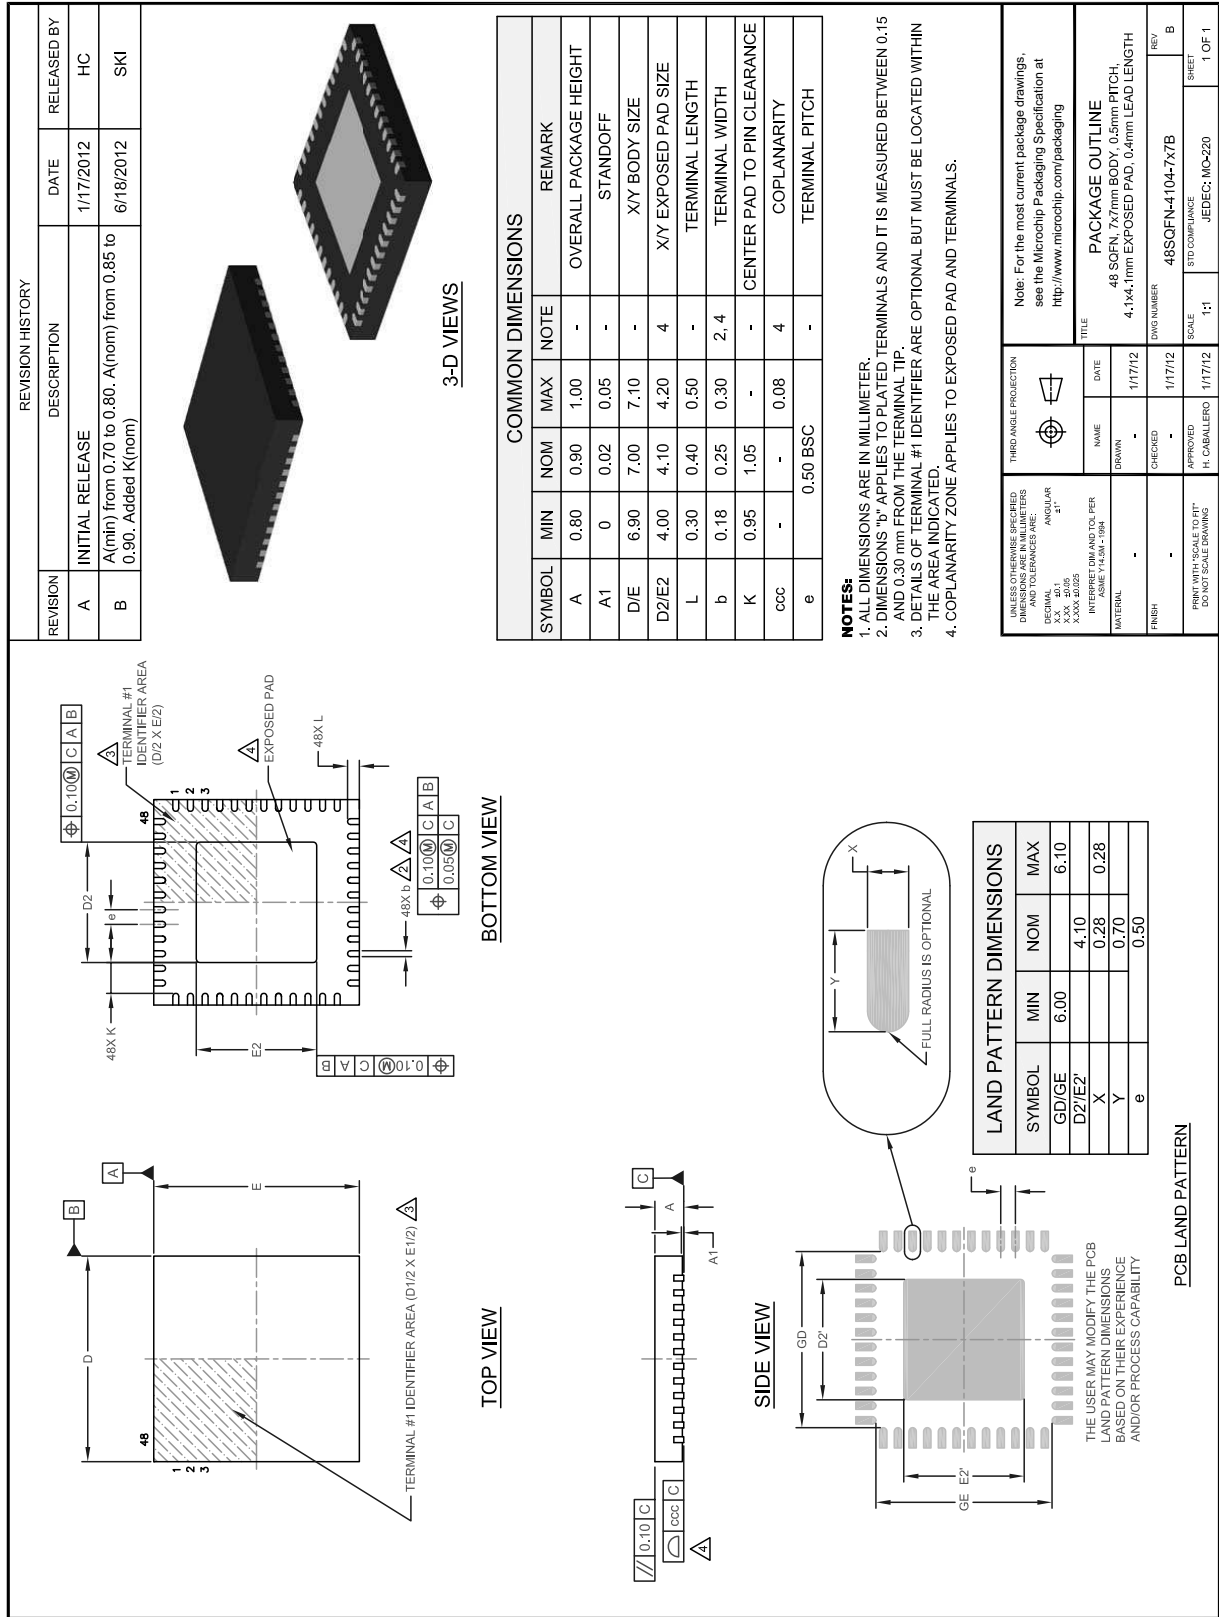 REVISION HISTORY
REVISION DESCRIPTION DATE RELEASED BY
A INITIAL RELEASE 1/17/2012 HC
B A(min) from 0.70 to 0.80. A(nom) from 0.85 to 0.90. Added K(nom) 6/18/2012 SKI
D
B
A
E
48
1
2
3
TERMINAL #1 IDENTIFIER AREA (D1/2 X E1/2) 3
TOP VIEW
48X K
D2
e
0.10 M C A B
48
1
2
3
3
TERMINAL #1
IDENTIFIER AREA
(D/2 X E/2)
4
EXPOSED PAD
E2
0.10 M C A B
48X L
48X b 2 4
0.10 M C A B
0.05 M C
BOTTOM VIEW
3-D VIEWS
// 0.10 C
ccc C
4
C
A
A1
SIDE VIEW
COMMON DIMENSIONS
SYMBOL MIN NOM MAX NOTE REMARK
A 0.80 0.90 1.00 - OVERALL PACKAGE HEIGHT
A1 0 0.02 0.05 - STANDOFF
D/E 6.90 7.00 7.10 - X/Y BODY SIZE
D2/E2 4.00 4.10 4.20 4 X/Y EXPOSED PAD SIZE
L 0.30 0.40 0.50 - TERMINAL LENGTH
b 0.18 0.25 0.30 2, 4 TERMINAL WIDTH
K 0.95 1.05 - - CENTER PAD TO PIN CLEARANCE
ccc - - 0.08 4 COPLANARITY
e 0.50 BSC - TERMINAL PITCH
NOTES:
1. ALL DIMENSIONS ARE IN MILLIMETER.
2. DIMENSIONS "b" APPLIES TO PLATED TERMINALS AND IT IS MEASURED BETWEEN 0.15
AND 0.30 mm FROM THE TERMINAL TIP.
3. DETAILS OF TERMINAL #1 IDENTIFIER ARE OPTIONAL BUT MUST BE LOCATED WITHIN
THE AREA INDICATED.
4. COPLANARITY ZONE APPLIES TO EXPOSED PAD AND TERMINALS.
GD
D2'
GE
E2'
e
Y
X
FULL RADIUS IS OPTIONAL
THE USER MAY MODIFY THE PCB
LAND PATTERN DIMENSIONS
BASED ON THEIR EXPERIENCE
AND/OR PROCESS CAPABILITY
LAND PATTERN DIMENSIONS
SYMBOL MIN NOM MAX
GD/GE 6.00 6.10
D2'/E2' 4.10
X 0.28 0.28
Y 0.70
e 0.50
PCB LAND PATTERN
UNLESS OTHERWISE SPECIFIED
DIMENSIONS ARE IN MILLIMETERS
AND TOLERANCES ARE:
DECIMAL ANGULAR
X.X ±0.1 ±1°
X.XX ±0.05
X.XXX ±0.025
INTERPRET DIM AND TOL PER
ASME Y14.5M - 1994
MATERIAL
-
FINISH
-
PRINT WITH "SCALE TO FIT"
DO NOT SCALE DRAWING
THIRD ANGLE PROJECTION
NAME DATE
DRAWN
- 1/17/12
CHECKED
- 1/17/12
APPROVED
H. CABALLERO 1/17/12
Note: For the most current package drawings,
see the Microchip Packaging Specification at
http://www.microchip.com/packaging
TITLE
PACKAGE OUTLINE
48 SQFN, 7x7mm BODY, 0.5mm PITCH,
4.1x4.1mm EXPOSED PAD, 0.4mm LEAD LENGTH
DWG NUMBER
48SQFN-4104-7x7B
REV
B
SCALE
1:1
STD COMPLIANCE
JEDEC: MO-220
SHEET
1 OF 1